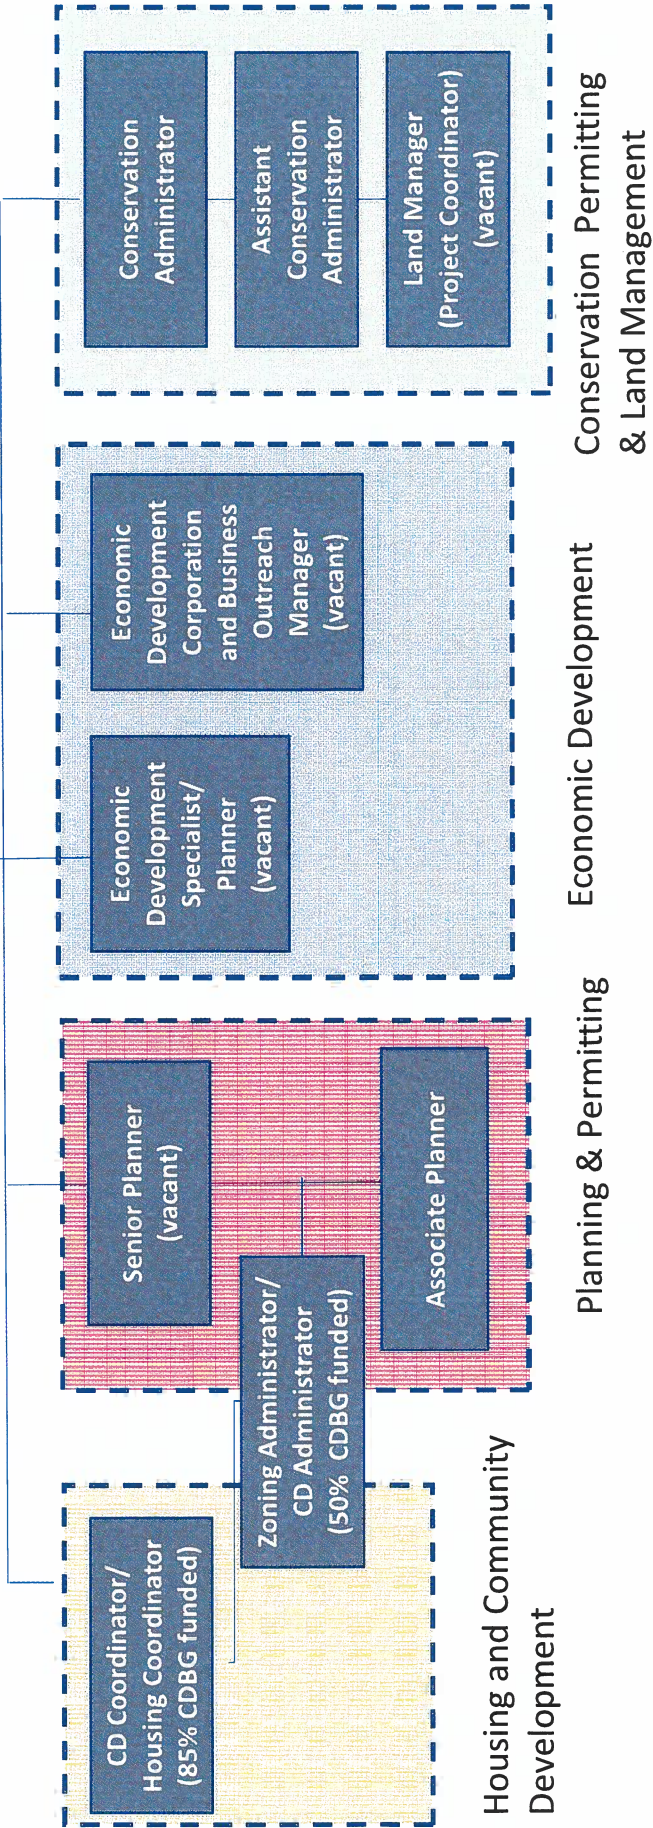 CD Coordinator/
Housing Coordinator
(85% CDBG funded)
Zoning Administrator/
CD Administrator
(50% CDBG funded)
Housing and Community
Development
Senior Planner
(vacant)
Associate Planner
Planning & Permitting
Economic
Development
Specialist/
Planner
(vacant)
Economic
Development
Corporation
and Business
Outreach
Manager
(vacant)
Economic Development
Conservation
Administrator
Assistant
Conservation
Administrator
Land Manager
(Project Coordinator)
(vacant)
Conservation Permitting
& Land Management